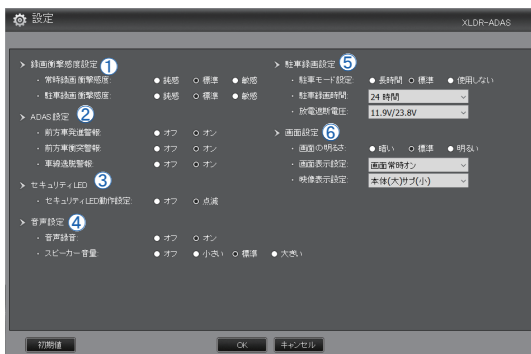 設定
XLDR-ADAS
録画衝撃感度設定 ①
・ 常時録画 衝撃感度: 鈍感 標準 敏感
・ 駐車録画 衝撃感度: 鈍感 標準 敏感
ADAS設定 ②
・ 前方車発進警報: オフ オン
・ 前方車衝突警報: オフ オン
・ 車線逸脱警報: オフ オン
セキュリティLED ③
・ セキュリティLED動作設定: オフ 点滅
音声設定 ④
・ 音声録音: オフ オン
・ スピーカー音量: オフ 小さい 標準 大きい
駐車録画設定 ⑤
・ 駐車モード設定: 長時間 標準 使用しない
・ 駐車録画時間: 24 時間
・ 放電遮断電圧: 11.9V/23.8V
画面設定 ⑥
・ 画面の明るさ: 暗い 標準 明るい
・ 画面表示設定: 画面常時オン
・ 映像表示設定: 本体(大)サブ(小)
初期値 OK キャンセル